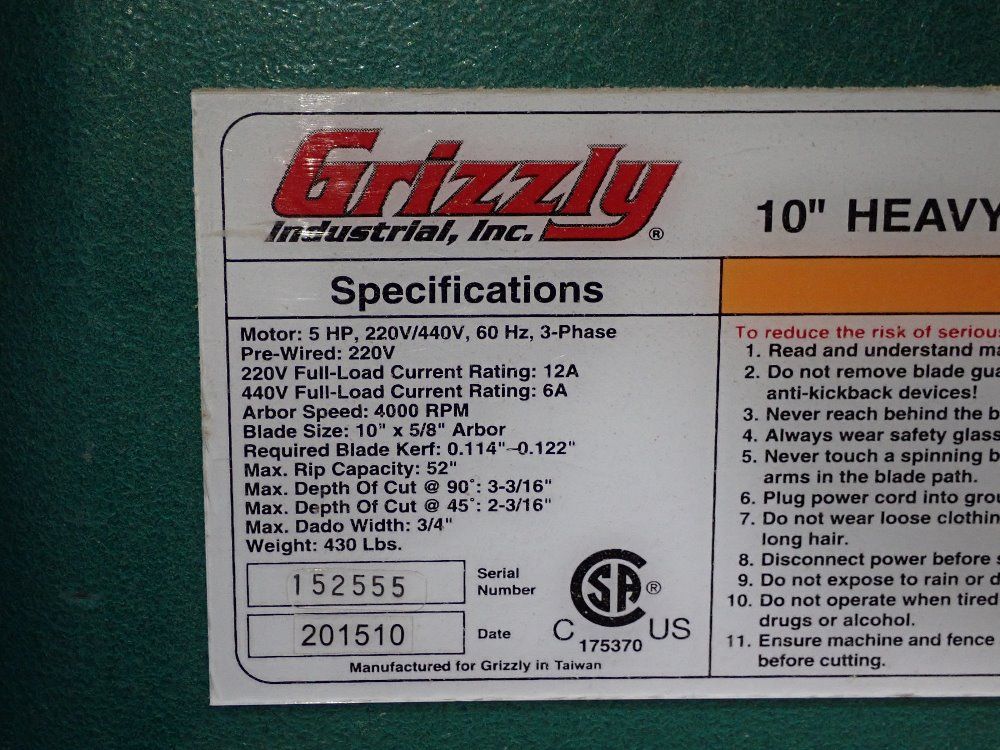 Grizzly
Industrial, Inc. ®
10" HEAVY
Specifications
Motor: 5 HP, 220V/440V, 60 Hz, 3-Phase
Pre-Wired: 220V
220V Full-Load Current Rating: 12A
440V Full-Load Current Rating: 6A
Arbor Speed: 4000 RPM
Blade Size: 10" x 5/8" Arbor
Required Blade Kerf: 0.114"–0.122"
Max. Rip Capacity: 52"
Max. Depth Of Cut @ 90˚: 3-3/16"
Max. Depth Of Cut @ 45˚: 2-3/16"
Max. Dado Width: 3/4"
Weight: 430 Lbs.
152555
Serial
Number
201510
Date
CSA ®
C US
175370
Manufactured for Grizzly in Taiwan
To reduce the risk of
1. Read and understand
2. Do not remove blade
anti-kickback devices!
3. Never reach behind the
4. Always wear safety
5. Never touch a spinning
arms in the blade path.
6. Plug power cord into
7. Do not wear loose
long hair.
8. Disconnect power before
9. Do not expose to rain or
10. Do not operate when tired
drugs or alcohol.
11. Ensure machine and fence
before cutting.